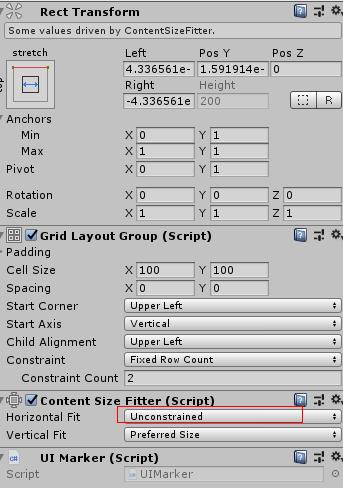 Rect Transform
Some values driven by ContentSizeFitter.
stretch
Left Pos Y Pos Z
top
4.336561e- 1.591914e- 0
Right Height
-4.336561e 200 R
Anchors
Min X 0 Y 1
Max X 1 Y 1
Pivot X 0 Y 1
Rotation X 0 Y 0 Z 0
Scale X 1 Y 1 Z 1
Grid Layout Group (Script)
Padding
Cell Size X 100 Y 100
Spacing X 0 Y 0
Start Corner Upper Left
Start Axis Vertical
Child Alignment Upper Left
Constraint Fixed Row Count
Constraint Count 2
Content Size Fitter (Script)
Horizontal Fit Unconstrained
Vertical Fit Preferred Size
UI Marker (Script)
Script UIMarker